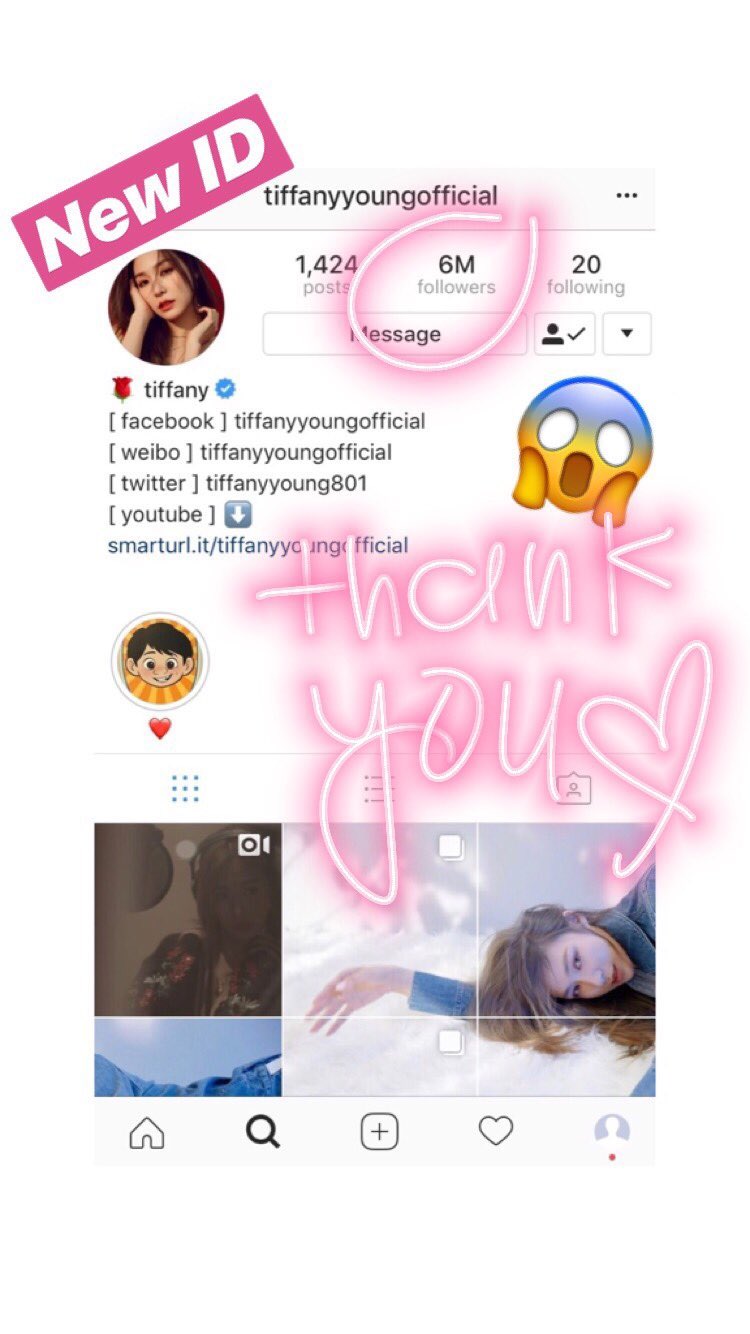 New ID
tiffanyyoungofficial
1,424 6M 20
posts followers following
Message
🌹 tiffany
[ facebook ] tiffanyyoungofficial
[ weibo ] tiffanyyoungofficial
[ twitter ] tiffanyyoung801
[ youtube ] ⬇️
smarturl.it/tiffanyyoungofficial
thank
you